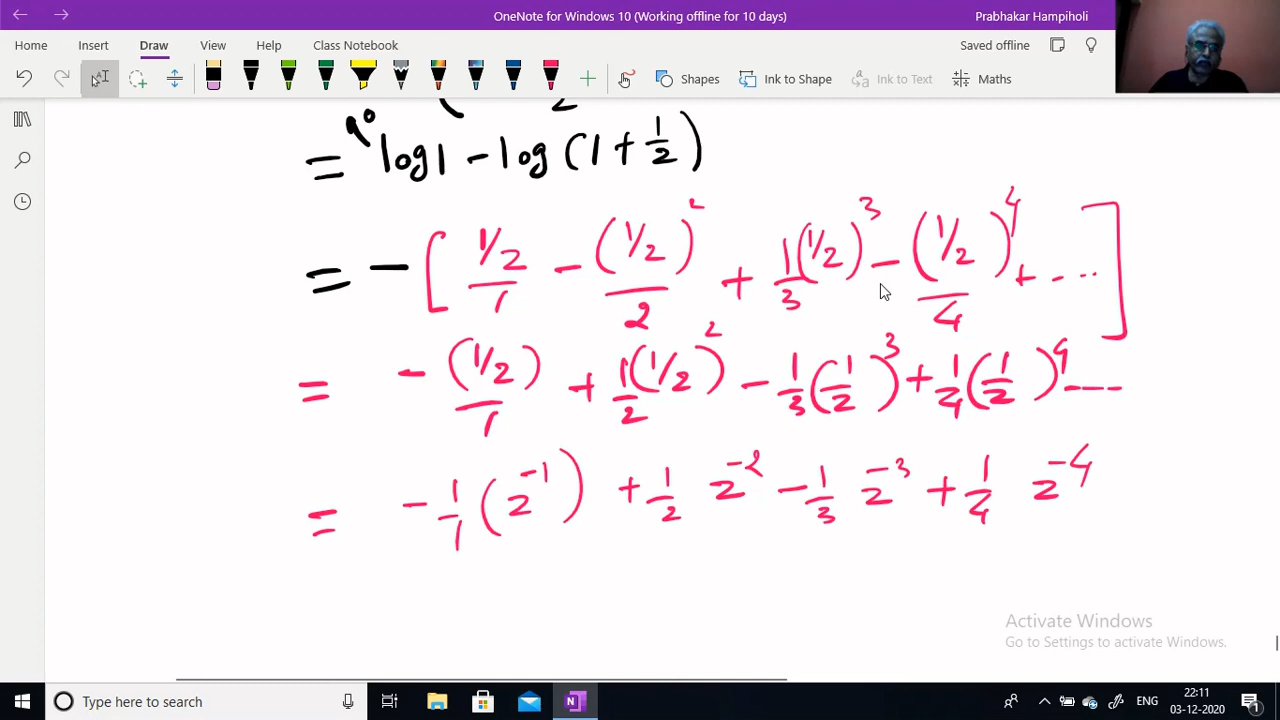 OneNote for Windows 10 (Working offline for 10 days)
Prabhakar Hampiholi
Home Insert Draw View Help Class Notebook
Saved offline
Shapes Ink to Shape Ink to Text Maths
= log1 - log (1 + 1/2)
= - [ (1/2)/1 - (1/2)^2/2 + 1/3 (1/2)^3 - (1/2)^4/4 + - ·· ]
= - (1/2)/1 + 1/2 (1/2)^2 - 1/3 (1/2)^3 + 1/4 (1/2)^4 ----
= - 1/1 (z^-1) + 1/2 z^-2 - 1/3 z^-3 + 1/4 z^-4
Activate Windows
Go to Settings to activate Windows.
Type here to search
ENG
22:11
03-12-2020